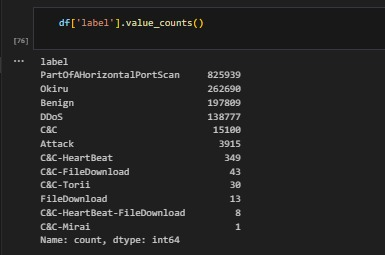 df['label'].value_counts()
[76]
... label
PartOfAHorizontalPortScan 825939
Okiru 262690
Benign 197809
DDoS 138777
C&C 15100
Attack 3915
C&C-HeartBeat 349
C&C-FileDownload 43
C&C-Torii 30
FileDownload 13
C&C-HeartBeat-FileDownload 8
C&C-Mirai 1
Name: count, dtype: int64